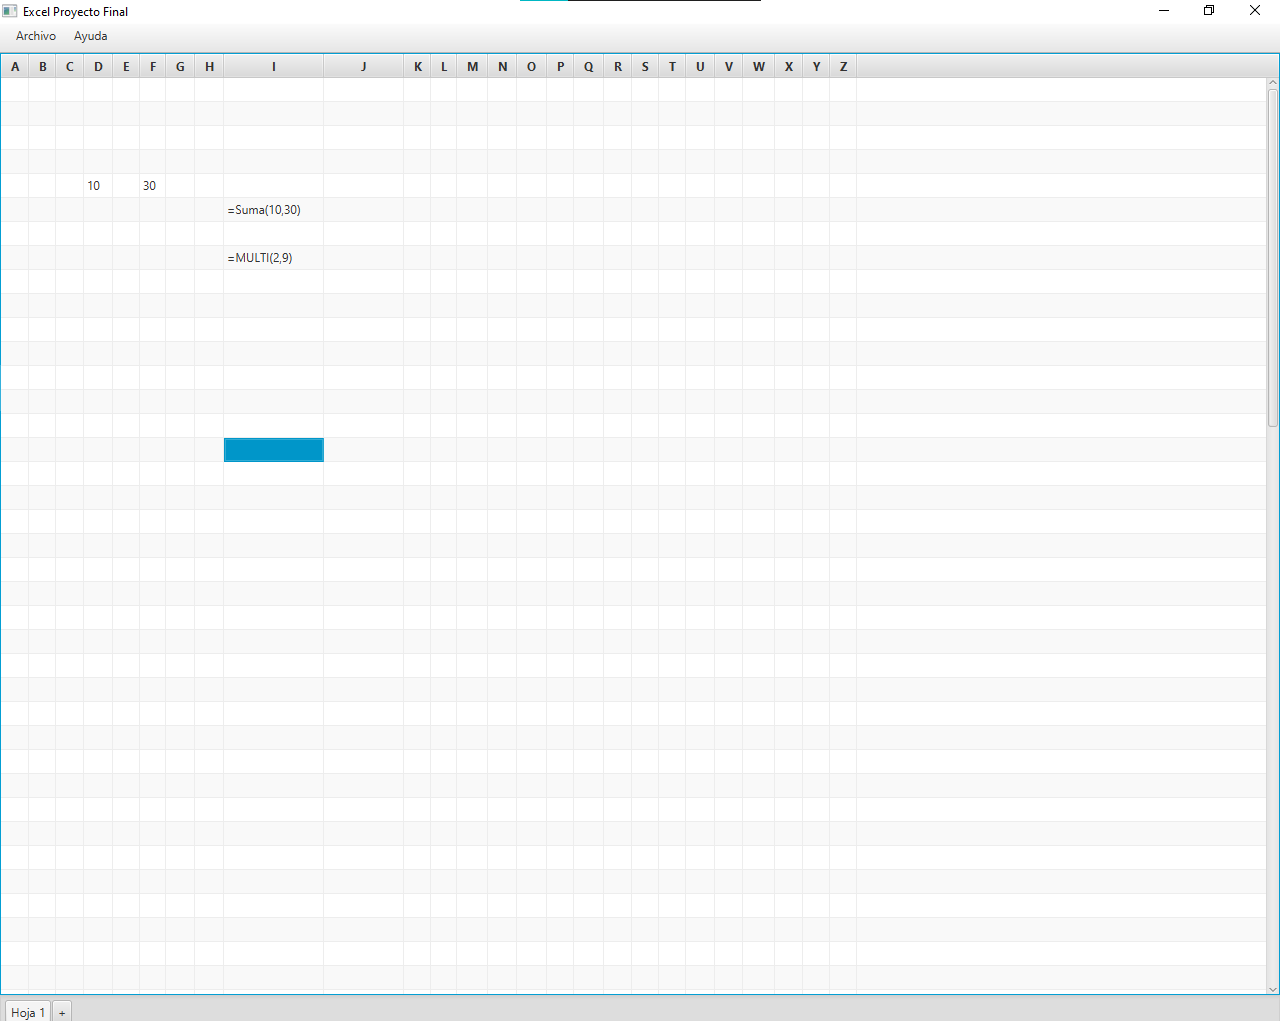 Excel Proyecto Final
Archivo Ayuda
A B C D E F G H I J K L M N O P Q R S T U V W X Y Z
10 30
=Suma(10,30)
=MULTI(2,9)
Hoja 1 +